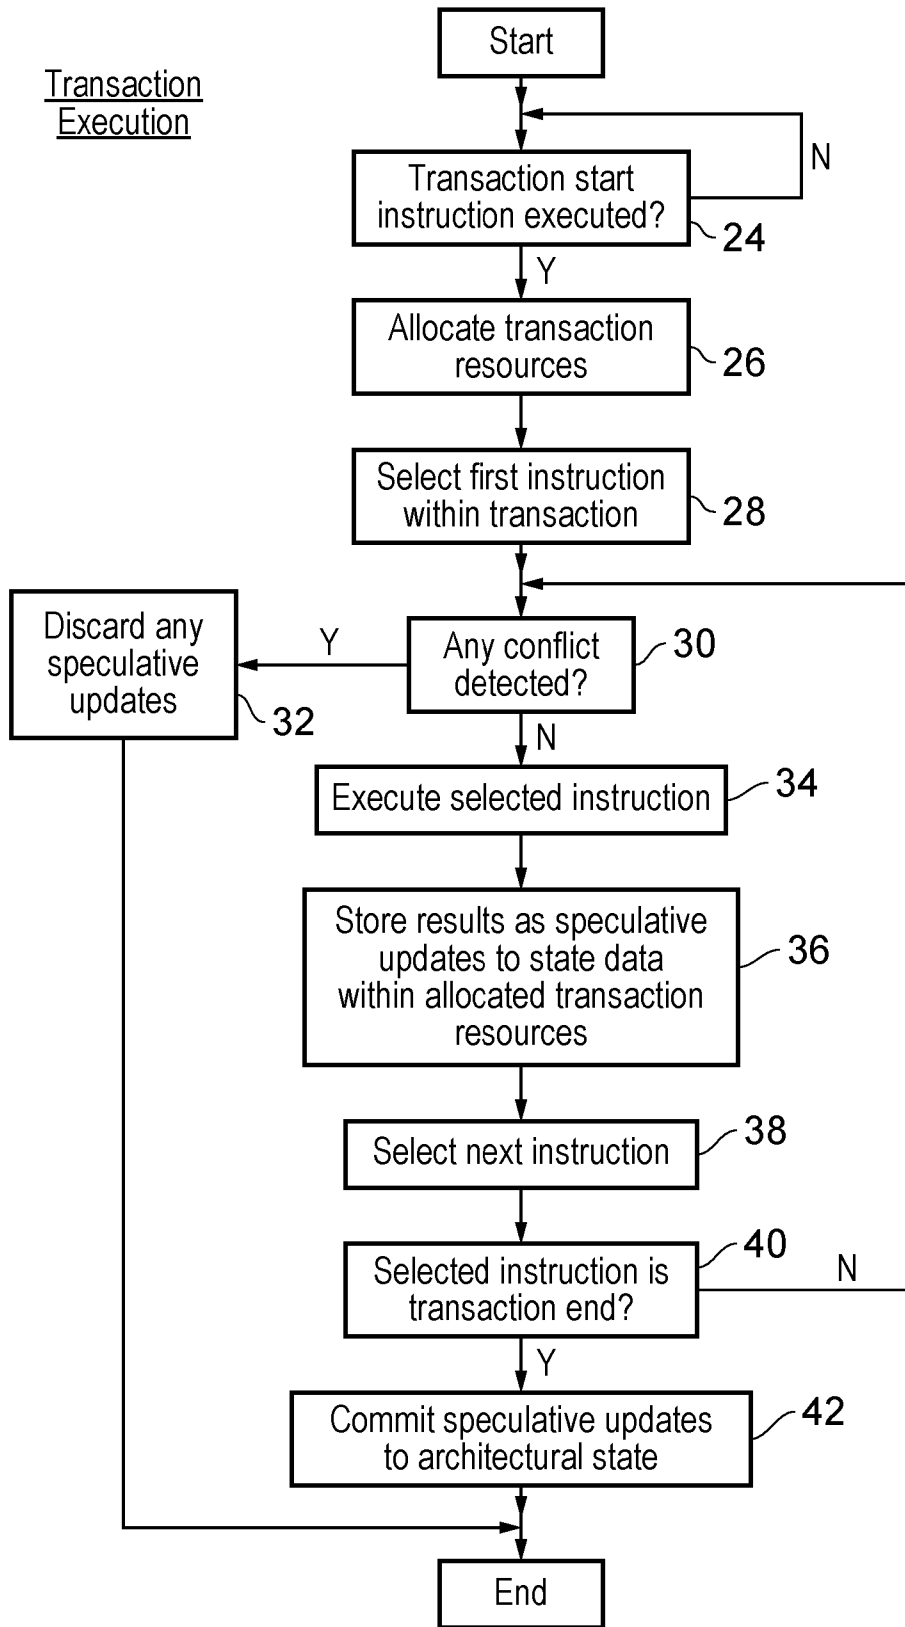 Start
Transaction
Execution
N
Transaction start
instruction executed?
24
Y
Allocate transaction
resources
26
Select first instruction
within transaction
28
Discard any
speculative
updates
32
Y
Any conflict
detected?
30
N
Execute selected instruction
34
Store results as speculative
updates to state data
within allocated transaction
resources
36
Select next instruction
38
Selected instruction is
transaction end?
40
N
Y
Commit speculative updates
to architectural state
42
End